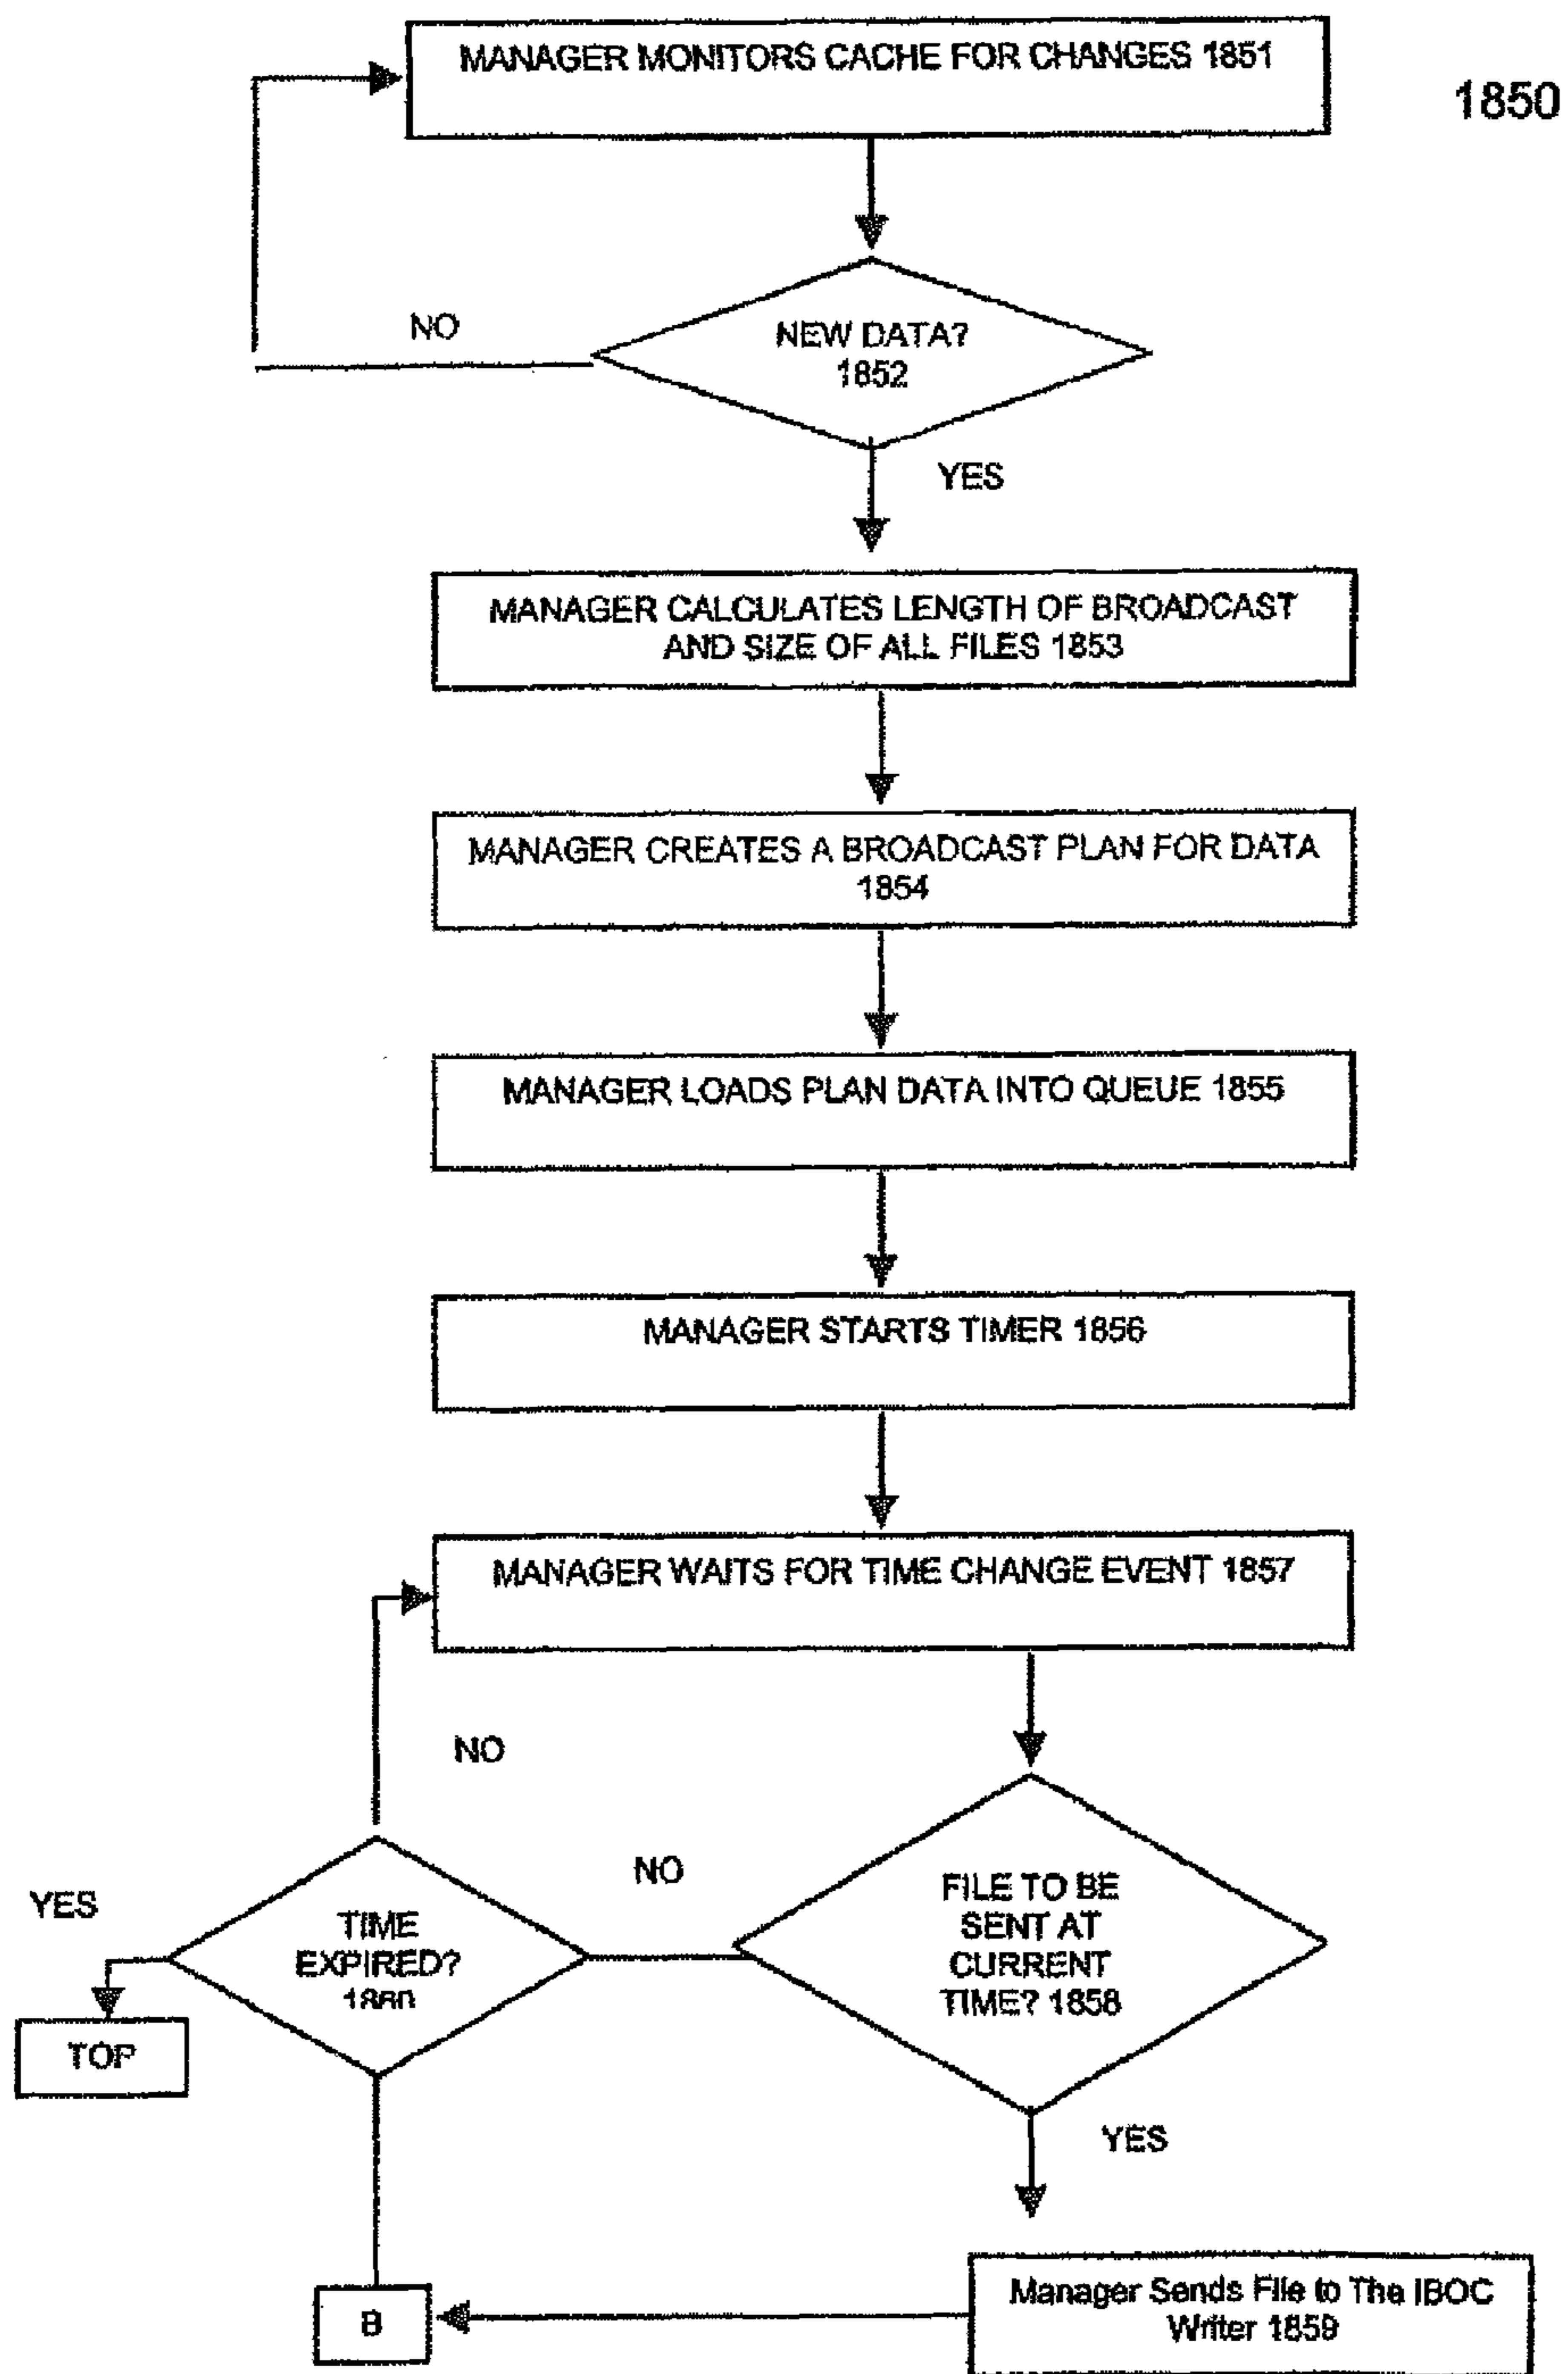 MANAGER MONITORS CACHE FOR CHANGES 1851
1850
NO
NEW DATA?
1852
YES
MANAGER CALCULATES LENGTH OF BROADCAST
AND SIZE OF ALL FILES 1853
MANAGER CREATES A BROADCAST PLAN FOR DATA
1854
MANAGER LOADS PLAN DATA INTO QUEUE 1855
MANAGER STARTS TIMER 1856
MANAGER WAITS FOR TIME CHANGE EVENT 1857
NO
NO
YES
TIME
EXPIRED?
1860
FILE TO BE
SENT AT
CURRENT
TIME? 1858
TOP
YES
B
Manager Sends File to The IBOC
Writer 1859